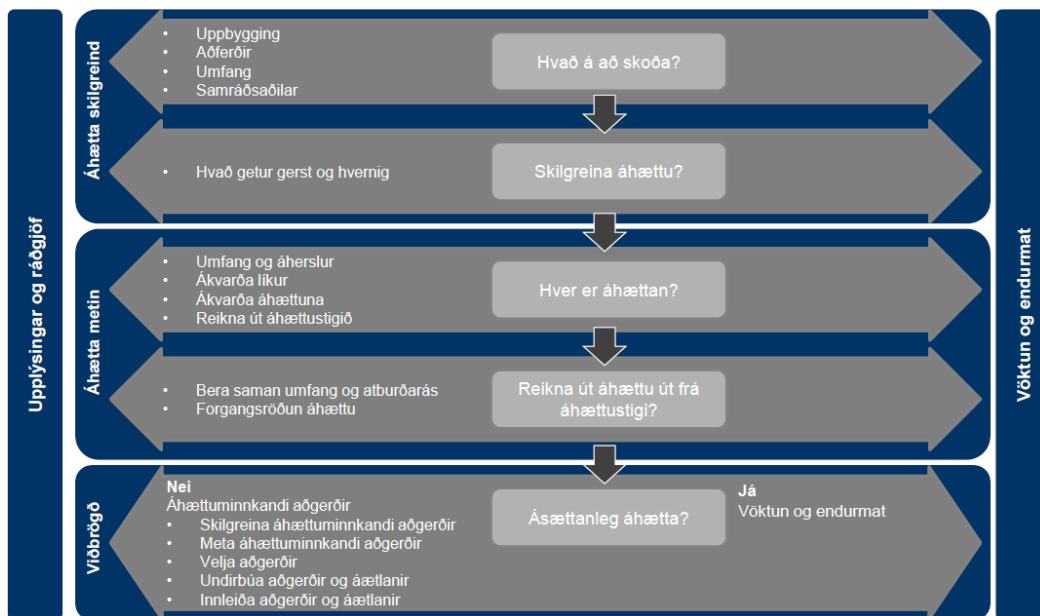 Upplýsingar og ráðgjöf
Áhætta skilgreind
• Uppbygging
• Aðferðir
• Umfang
• Samráðsaðilar
Hvað á að skoða?
• Hvað getur gerst og hvernig
Skilgreina áhættu?
Áhætta metin
• Umfang og áherslur
• Ákvarða líkur
• Ákvarða áhættuna
• Reikna út áhættustigið
Hver er áhættan?
• Bera saman umfang og atburðarás
• Forgangsröðun áhættu
Reikna út áhættu út frá
áhættustigi?
Viðbrögð
Nei
Áhættuminnkandi aðgerðir
• Skilgreina áhættuminnkandi aðgerðir
• Meta áhættuminnkandi aðgerðir
• Velja aðgerðir
• Undirbúa aðgerðir og áætlanir
• Innleiða aðgerðir og áætlanir
Ásættanleg áhætta?
Já
Vöktun og endurmat
Vöktun og endurmat